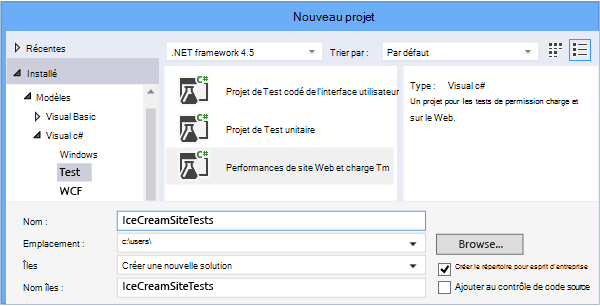 Nouveau projet
Récentes
.NET framework 4.5
Trier par :
Par défaut
Installé
Modèles
Visual Basic
Visual c#
Windows
Test
WCF
C#
Projet de Test codé de l'interface utilisateur
C#
Projet de Test unitaire
C#
Performances de site Web et charge Tm
Type : Visual c#
Un projet pour les tests de permission charge et
sur le Web.
Nom :
IceCreamSiteTests
Emplacement :
c:\users\
Browse...
Îles
Créer une nouvelle solution
Créer le répertoire pour esprit d'entreprise
Nom îles :
IceCreamSiteTests
Ajouter au contrôle de code source